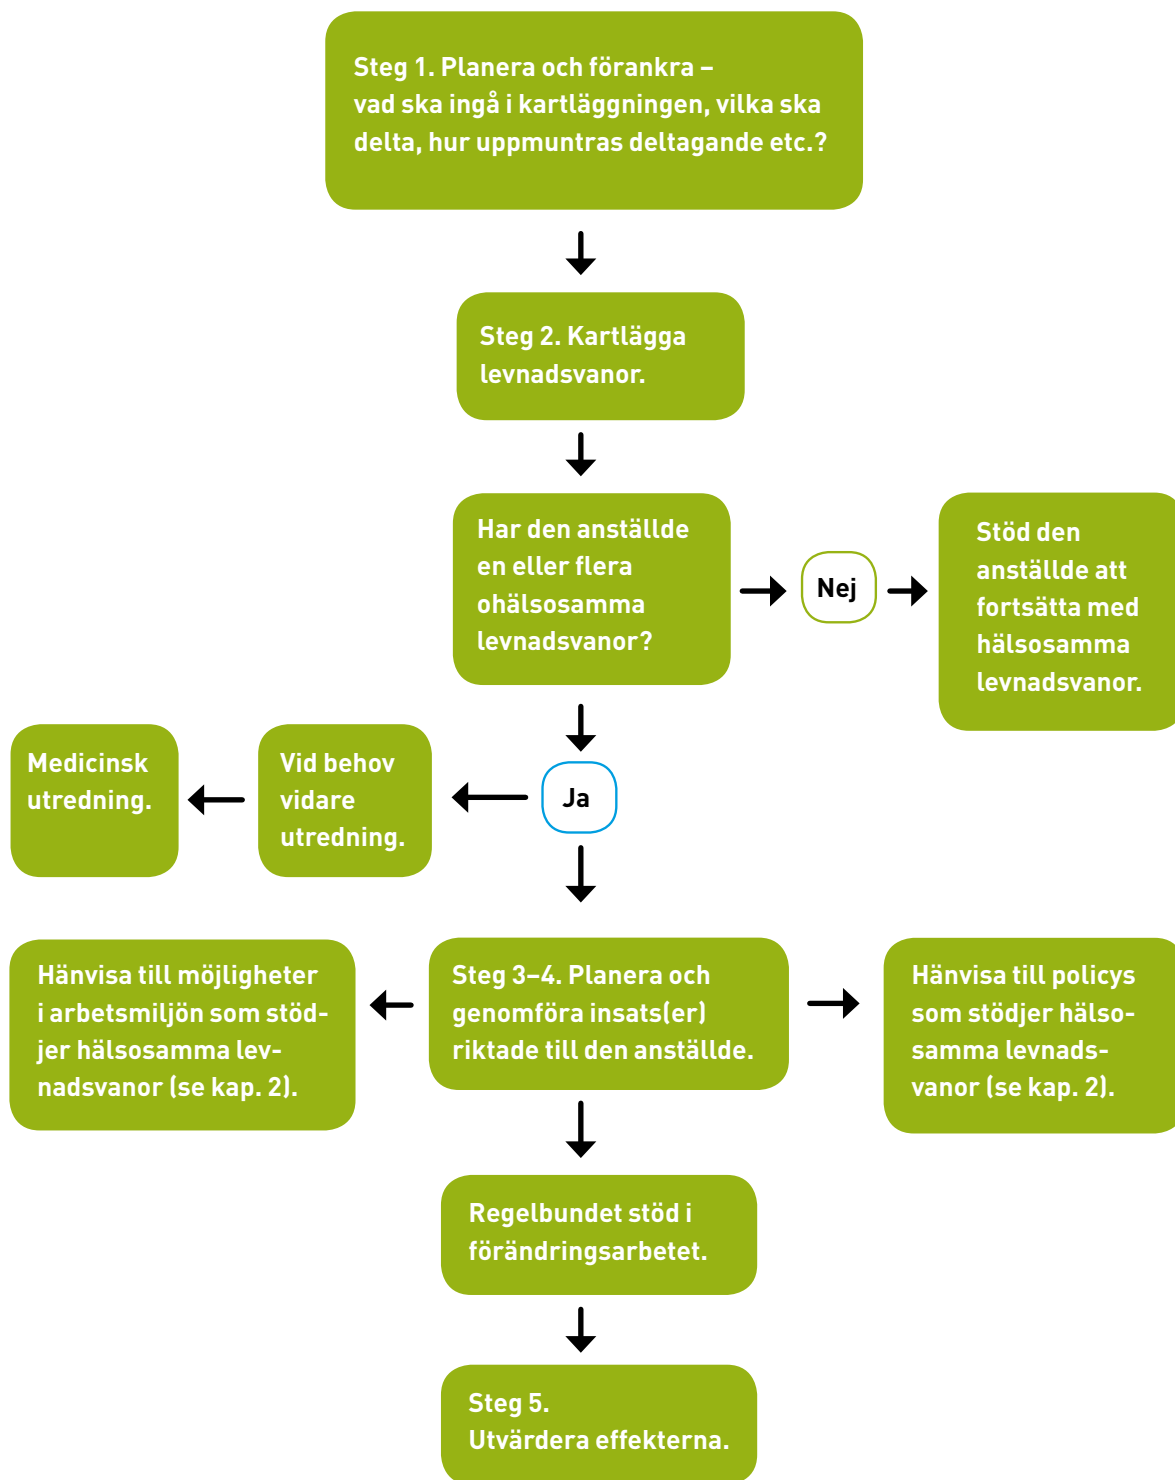 Steg 1. Planera och förankra –
vad ska ingå i kartläggningen, vilka ska
delta, hur uppmuntras deltagande etc.?
Steg 2. Kartlägga
levnadsvanor.
Har den anställde
en eller flera
ohälsosamma
levnadsvanor?
Nej
Stöd den
anställde att
fortsätta med
hälsosamma
levnadsvanor.
Ja
Vid behov
vidare
utredning.
Medicinsk
utredning.
Steg 3–4. Planera och
genomföra insats(er)
riktade till den anställde.
Hänvisa till möjligheter
i arbetsmiljön som stöd-
jer hälsosamma lev-
nadsvanor (se kap. 2).
Hänvisa till policys
som stödjer hälso-
samma levnads-
vanor (se kap. 2).
Regelbundet stöd i
förändringsarbetet.
Steg 5.
Utvärdera effekterna.